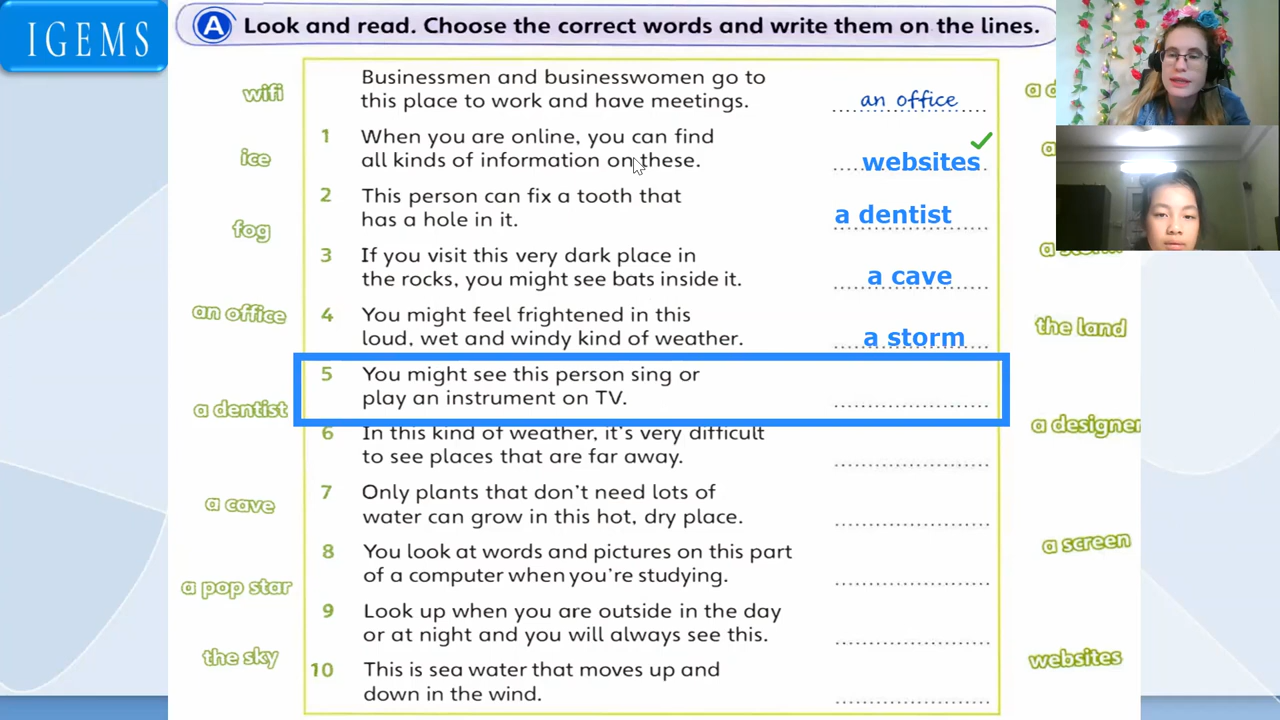 IGEMS
A Look and read. Choose the correct words and write them on the lines.
wifi
ice
fog
an office
a dentist
a cave
a pop star
the sky
Businessmen and businesswomen go to
this place to work and have meetings.
an office
1 When you are online, you can find
all kinds of information on these.
websites
2 This person can fix a tooth that
has a hole in it.
a dentist
3 If you visit this very dark place in
the rocks, you might see bats inside it.
a cave
4 You might feel frightened in this
loud, wet and windy kind of weather.
a storm
5 You might see this person sing or
play an instrument on TV.
6 In this kind of weather, it's very difficult
to see places that are far away.
7 Only plants that don't need lots of
water can grow in this hot, dry place.
8 You look at words and pictures on this part
of a computer when you're studying.
9 Look up when you are outside in the day
or at night and you will always see this.
10 This is sea water that moves up and
down in the wind.
a
a
a
the land
a designer
a screen
websites